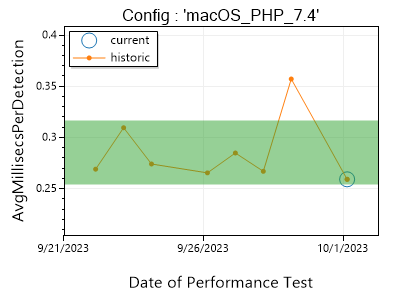 Config : 'macOS_PHP_7.4'
0.4
current
historic
0.35
0.3
0.25
AvgMillisecsPerDetection
9/21/2023
9/26/2023
10/1/2023
Date of Performance Test